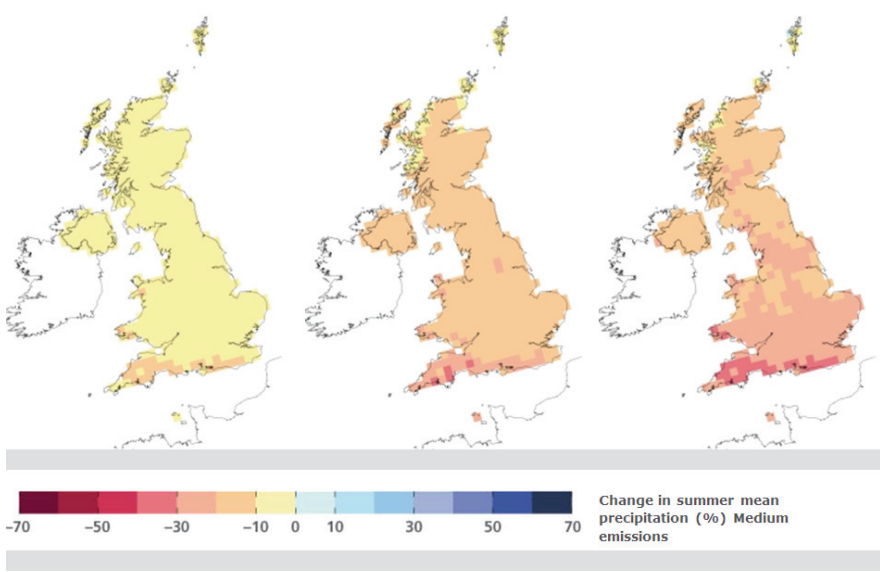 –70 –50 –30 –10 0 10 30 50 70
Change in summer mean
precipitation (%) Medium
emissions